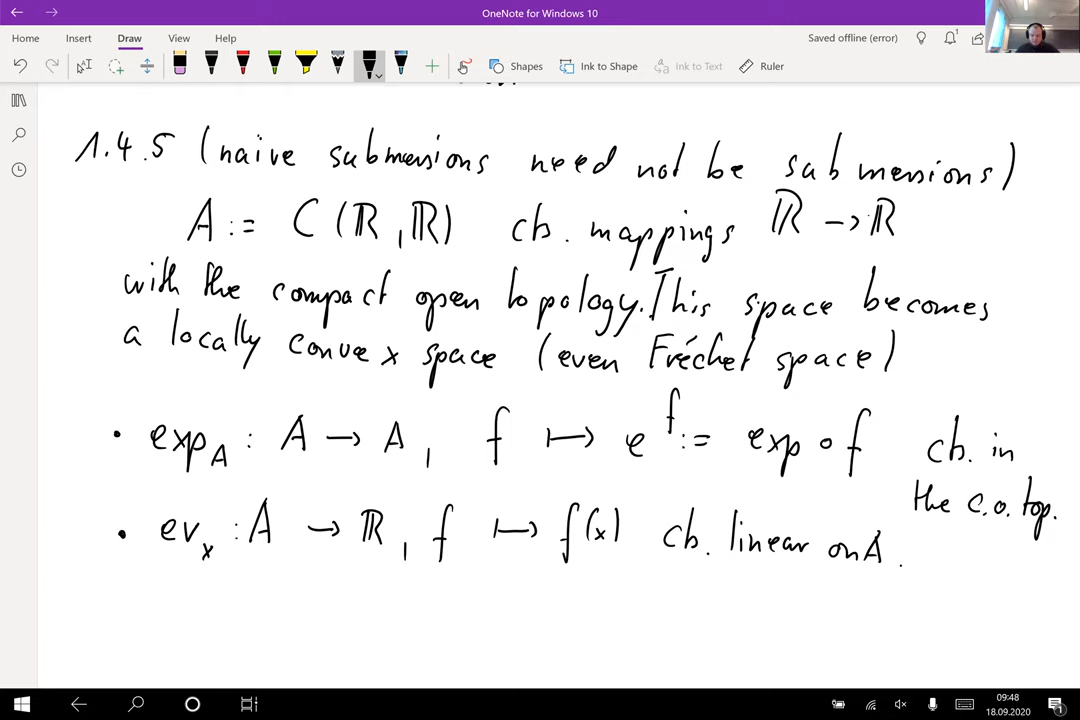 OneNote for Windows 10
Home Insert Draw View Help Saved offline (error)
Shapes Ink to Shape Ink to Text Ruler
1.4.5 (naive submersions need not be submersions)
A := C(ℝ,ℝ) cts. mappings ℝ → ℝ
with the compact open topology. This space becomes
a locally convex space (even Fréchet space)
• exp_A : A → A, f ↦ e^f := exp ∘ f cts. in
the c.o. top.
• ev_x : A → ℝ, f ↦ f(x) cts. linear on A.
09:48
18.09.2020